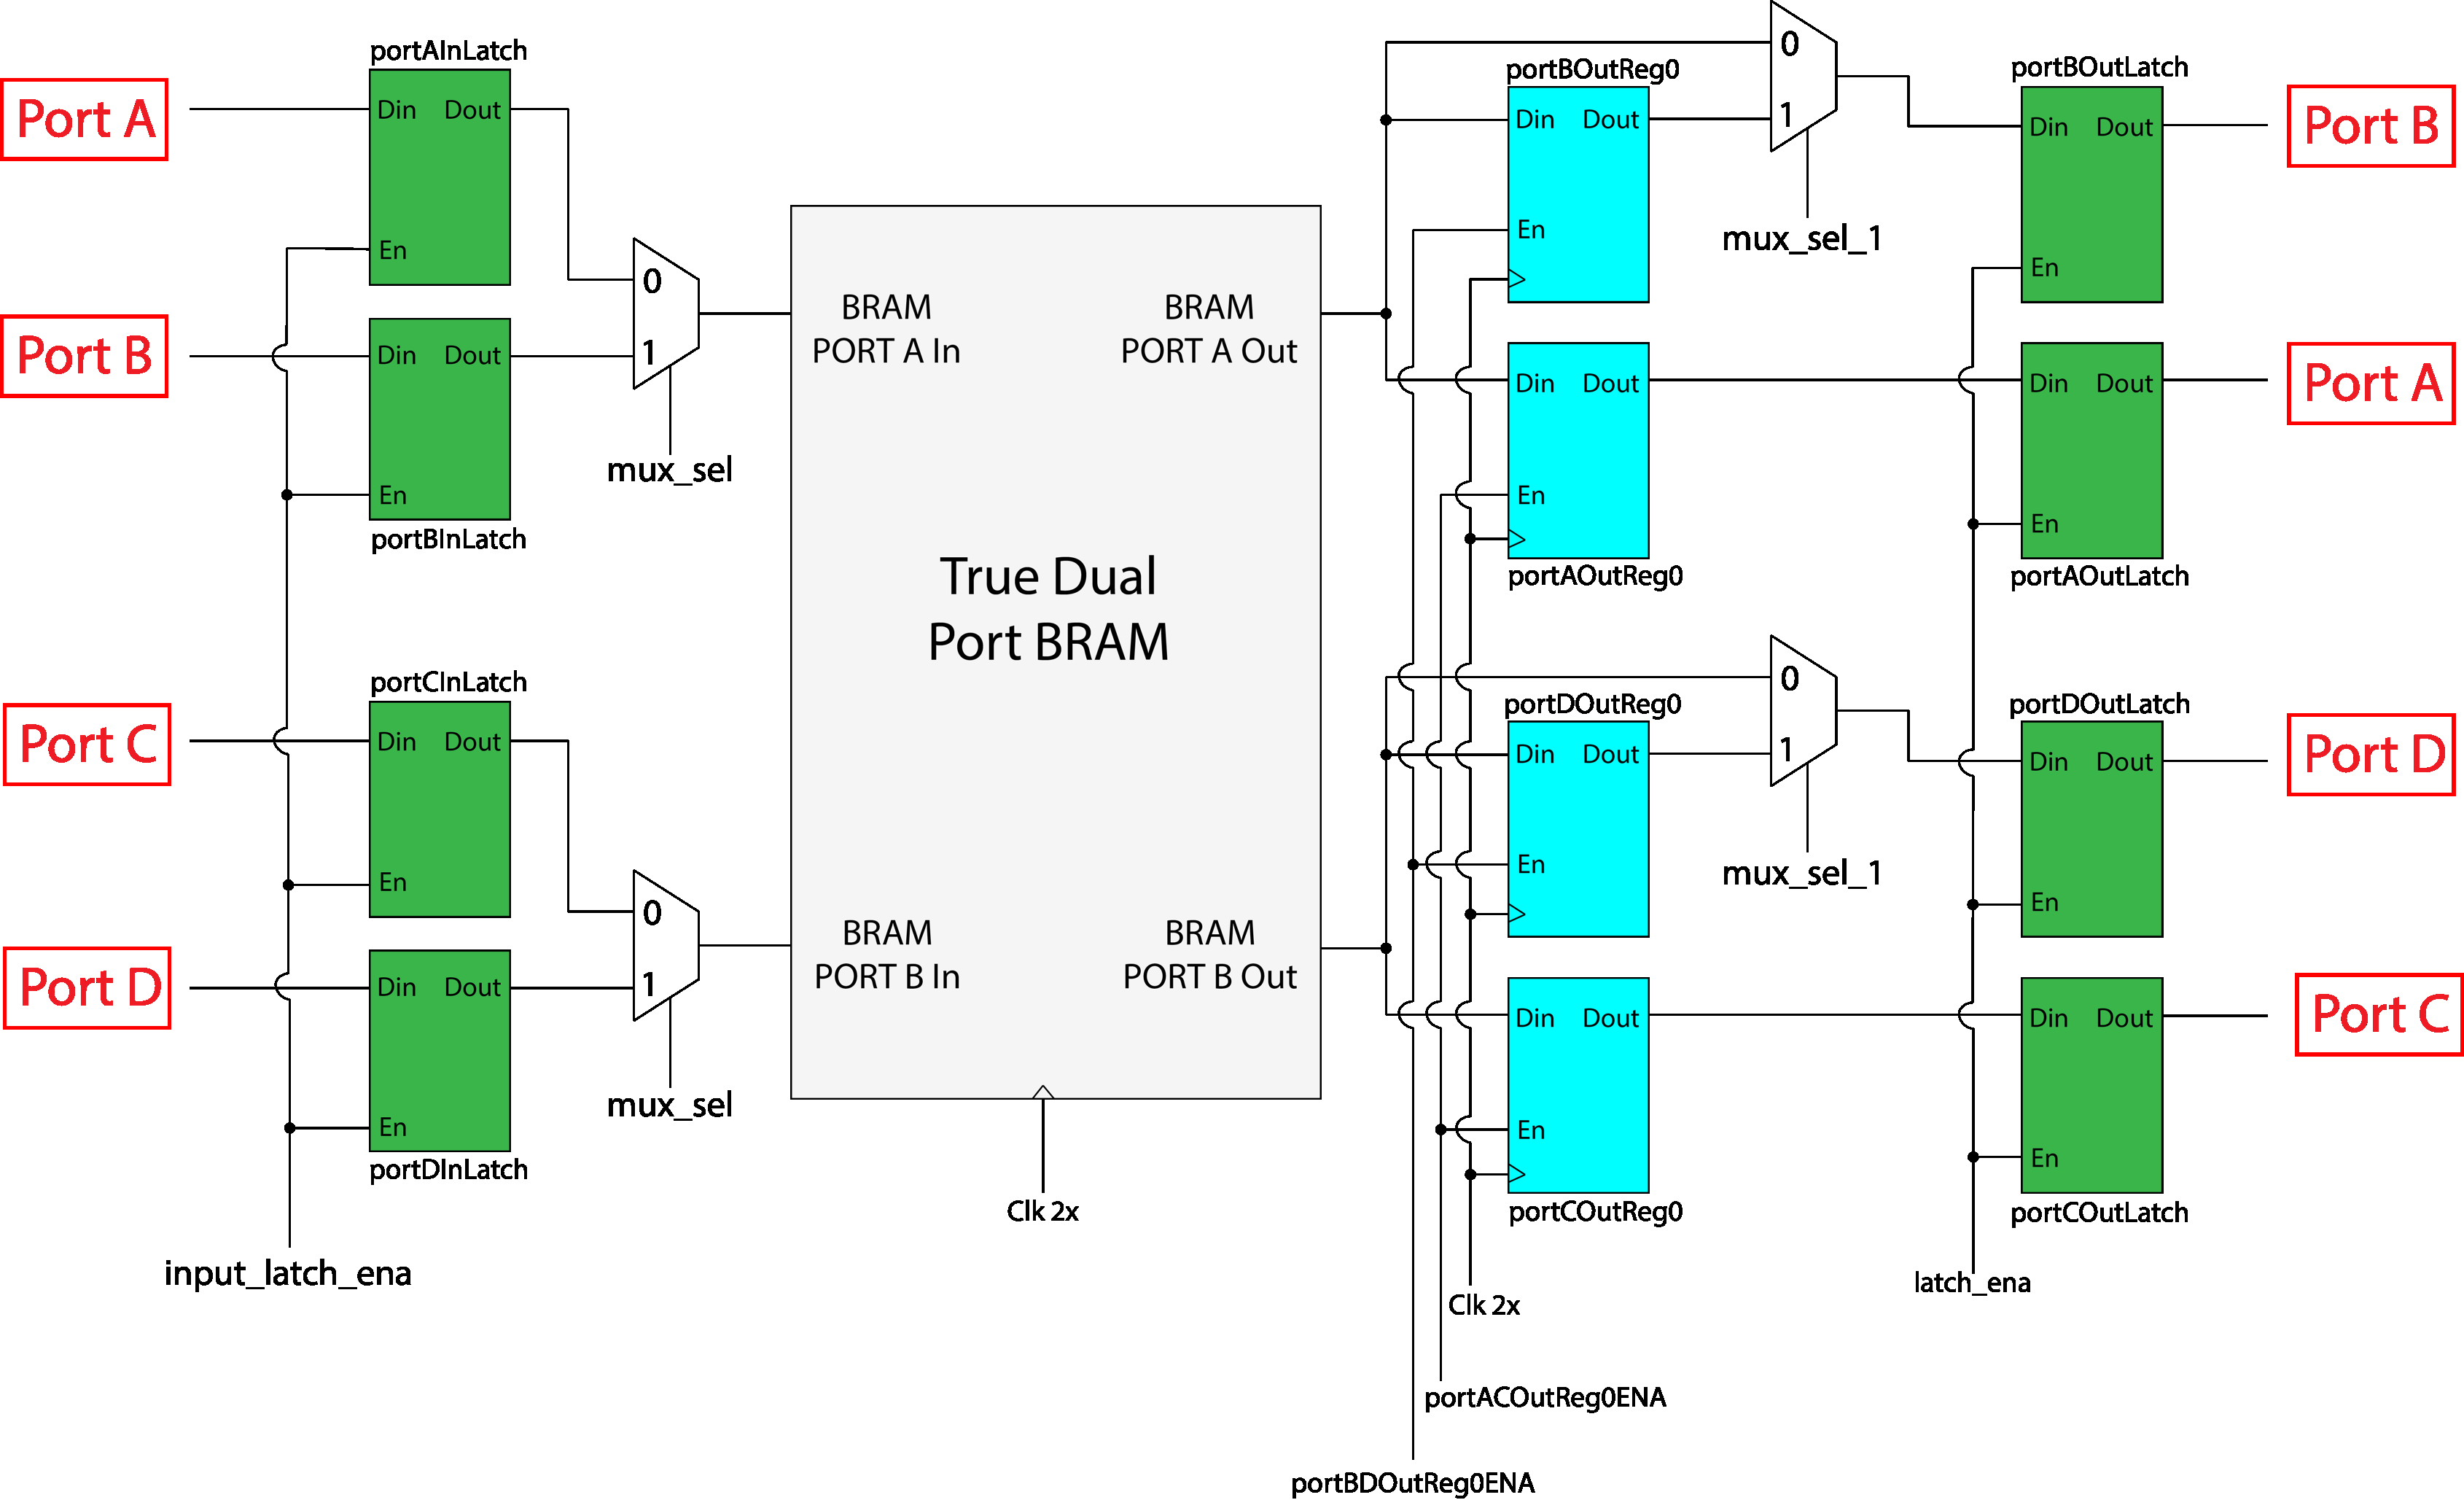 portAInLatch
Port A
Din Dout
En
Port B
Din Dout
En
portBInLatch
0
1
mux_sel
portCInLatch
Port C
Din Dout
En
Port D
Din Dout
En
portDInLatch
0
1
mux_sel
input_latch_ena
BRAM
PORT A In
BRAM
PORT A Out
True Dual
Port BRAM
BRAM
PORT B In
BRAM
PORT B Out
Clk 2x
portBOutReg0
Din Dout
En
0
1
mux_sel_1
portBOutLatch
Din Dout
En
Port B
Din Dout
En
portAOutReg0
Din Dout
En
portAOutLatch
Port A
portDOutReg0
Din Dout
En
0
1
mux_sel_1
portDOutLatch
Din Dout
En
Port D
Din Dout
En
portCOutReg0
Din Dout
En
portCOutLatch
Port C
Clk 2x
latch_ena
portACOutReg0ENA
portBDOutReg0ENA